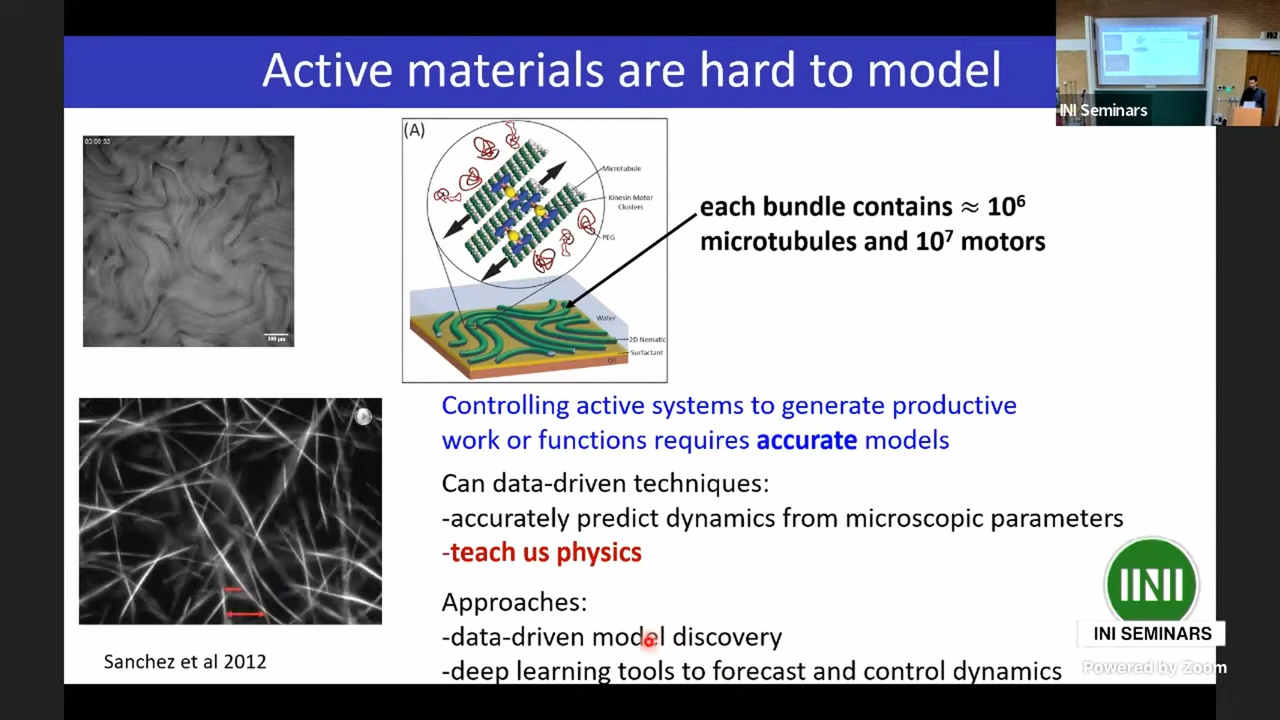 Active materials are hard to model
INI Seminars
(A)
Microtubule
Kinesin Motor
Clusters
PEG
Water
2D Nematic
Surfactant
Oil
each bundle contains ≈ 10⁶
microtubules and 10⁷ motors
100 µm
Controlling active systems to generate productive
work or functions requires accurate models
Can data-driven techniques:
-accurately predict dynamics from microscopic parameters
-teach us physics
Approaches:
-data-driven model discovery
-deep learning tools to forecast and control dynamics
Sanchez et al 2012
INI SEMINARS
Powered by Zoom